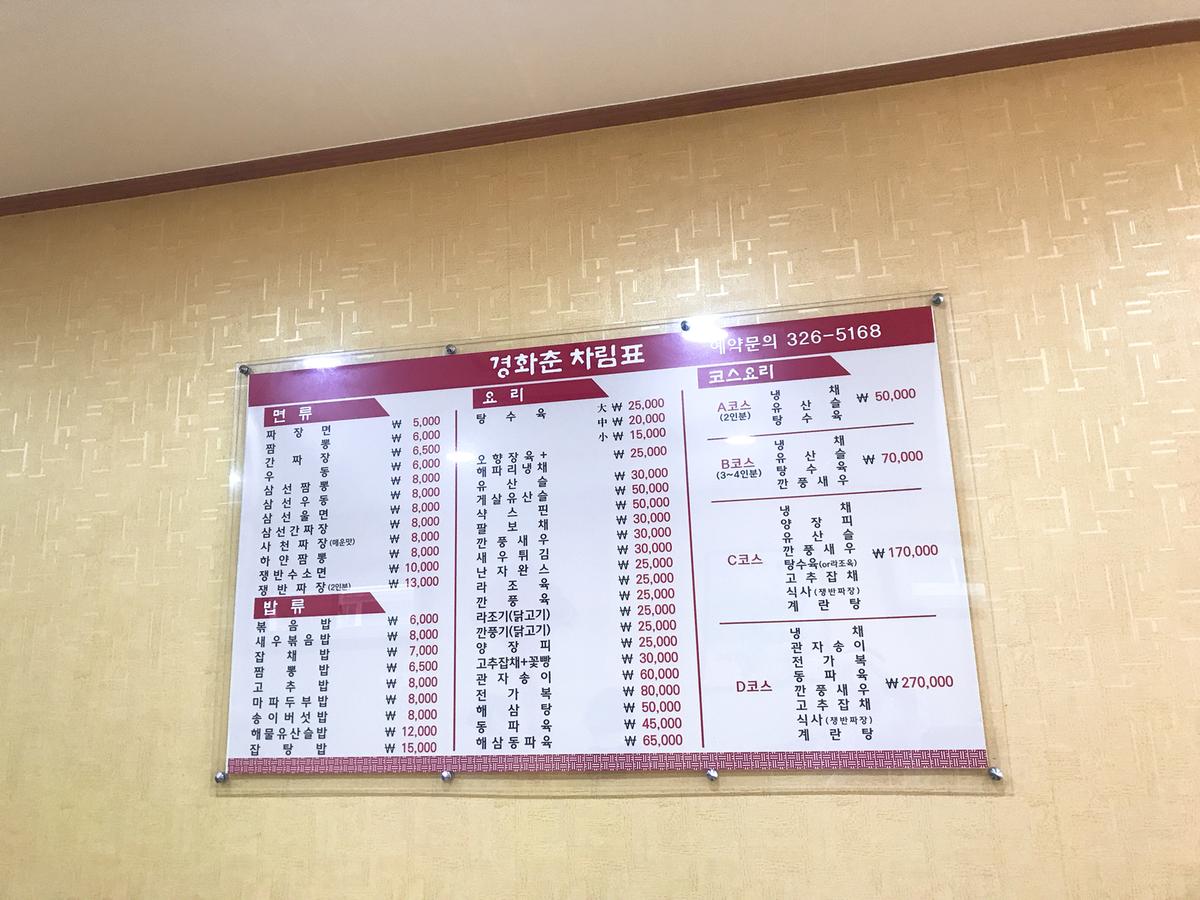 경화춘 차림표
예약문의 326-5168
면 류
짜 장 면 ₩ 5,000
짬 뽕 ₩ 6,000
간 짜 장 ₩ 6,500
우 동 ₩ 6,000
삼 선 짬 뽕 ₩ 8,000
삼 선 우 동 ₩ 8,000
삼 선 울 면 ₩ 8,000
삼선간짜장 ₩ 8,000
사 천 짜 장 (매운맛) ₩ 8,000
하 얀 짬 뽕 ₩ 8,000
쟁반수소면 ₩ 10,000
쟁 반 짜 장 (2인분) ₩ 13,000
밥 류
볶 음 밥 ₩ 6,000
새우볶음밥 ₩ 8,000
잡 채 밥 ₩ 7,000
짬 뽕 밥 ₩ 6,500
고 추 밥 ₩ 8,000
마파두부밥 ₩ 8,000
송이버섯밥 ₩ 8,000
해물유산슬밥 ₩ 12,000
잡 탕 밥 ₩ 15,000
요 리
탕 수 육 大 ₩ 25,000
中 ₩ 20,000
小 ₩ 15,000
오 향 장 육 +
해 파 리 냉 채 ₩ 25,000
유 산 슬 ₩ 30,000
게 살 유 산 슬 ₩ 50,000
샥 스 핀 ₩ 50,000
팔 보 채 ₩ 30,000
깐 풍 새 우 ₩ 30,000
새 우 튀 김 ₩ 30,000
난 자 완 스 ₩ 25,000
라 조 육 ₩ 25,000
깐 풍 육 ₩ 25,000
라조기(닭고기) ₩ 25,000
깐풍기(닭고기) ₩ 25,000
양 장 피 ₩ 25,000
고추잡채+꽃빵 ₩ 30,000
관 자 송 이 ₩ 60,000
전 가 복 ₩ 80,000
해 삼 탕 ₩ 50,000
동 파 육 ₩ 45,000
해 삼 동 파 육 ₩ 65,000
코스요리
A코스 (2인분) ₩ 50,000
냉 채
유 산 슬
탕 수 육
B코스 (3~4인분) ₩ 70,000
냉 채
유 산 슬
탕 수 육
깐 풍 새 우
C코스 ₩ 170,000
냉 채
양 장 피
유 산 슬
깐 풍 새 우
탕수육(or라조육)
고 추 잡 채
식사 (쟁반짜장)
계 란 탕
D코스 ₩ 270,000
냉 채
관 자 송 이
전 가 복
동 파 육
깐 풍 새 우
고 추 잡 채
식사 (쟁반짜장)
계 란 탕